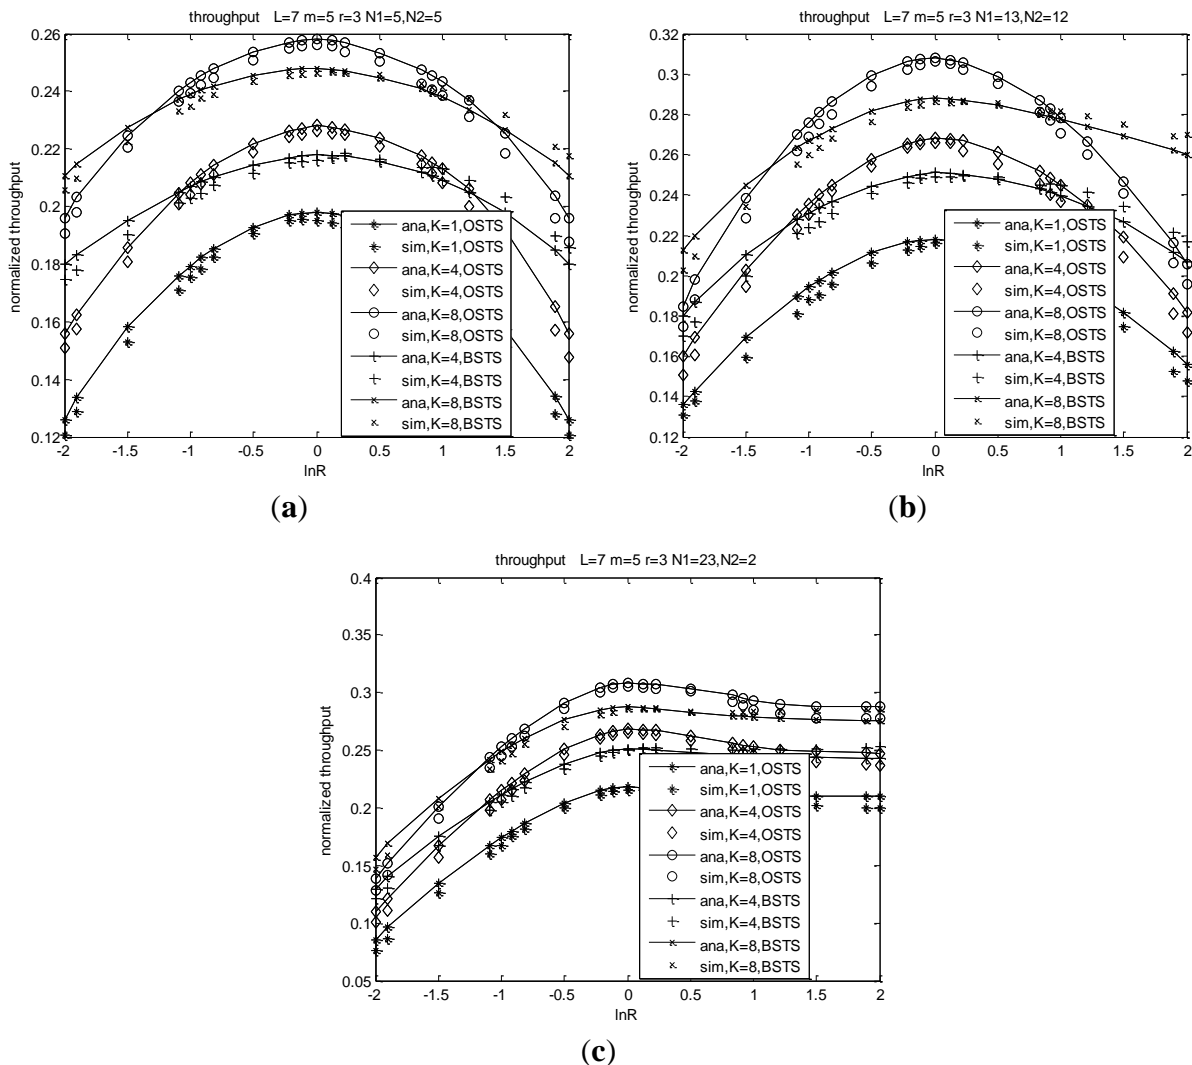 throughput L=7 m=5 r=3 N1=5,N2=5
normalized throughput
0.26
0.24
0.22
0.2
0.18
0.16
0.14
0.12
-2
-1.5
-1
-0.5
0
0.5
1
1.5
2
lnR
ana,K=1,OSTS
sim,K=1,OSTS
ana,K=4,OSTS
sim,K=4,OSTS
ana,K=8,OSTS
sim,K=8,OSTS
ana,K=4,BSTS
sim,K=4,BSTS
ana,K=8,BSTS
sim,K=8,BSTS
(a)
throughput L=7 m=5 r=3 N1=13,N2=12
normalized throughput
0.32
0.3
0.28
0.26
0.24
0.22
0.2
0.18
0.16
0.14
0.12
-2
-1.5
-1
-0.5
0
0.5
1
1.5
2
lnR
ana,K=1,OSTS
sim,K=1,OSTS
ana,K=4,OSTS
sim,K=4,OSTS
ana,K=8,OSTS
sim,K=8,OSTS
ana,K=4,BSTS
sim,K=4,BSTS
ana,K=8,BSTS
sim,K=8,BSTS
(b)
throughput L=7 m=5 r=3 N1=23,N2=2
normalized throughput
0.4
0.35
0.3
0.25
0.2
0.15
0.1
0.05
-2
-1.5
-1
-0.5
0
0.5
1
1.5
2
lnR
ana,K=1,OSTS
sim,K=1,OSTS
ana,K=4,OSTS
sim,K=4,OSTS
ana,K=8,OSTS
sim,K=8,OSTS
ana,K=4,BSTS
sim,K=4,BSTS
ana,K=8,BSTS
sim,K=8,BSTS
(c)